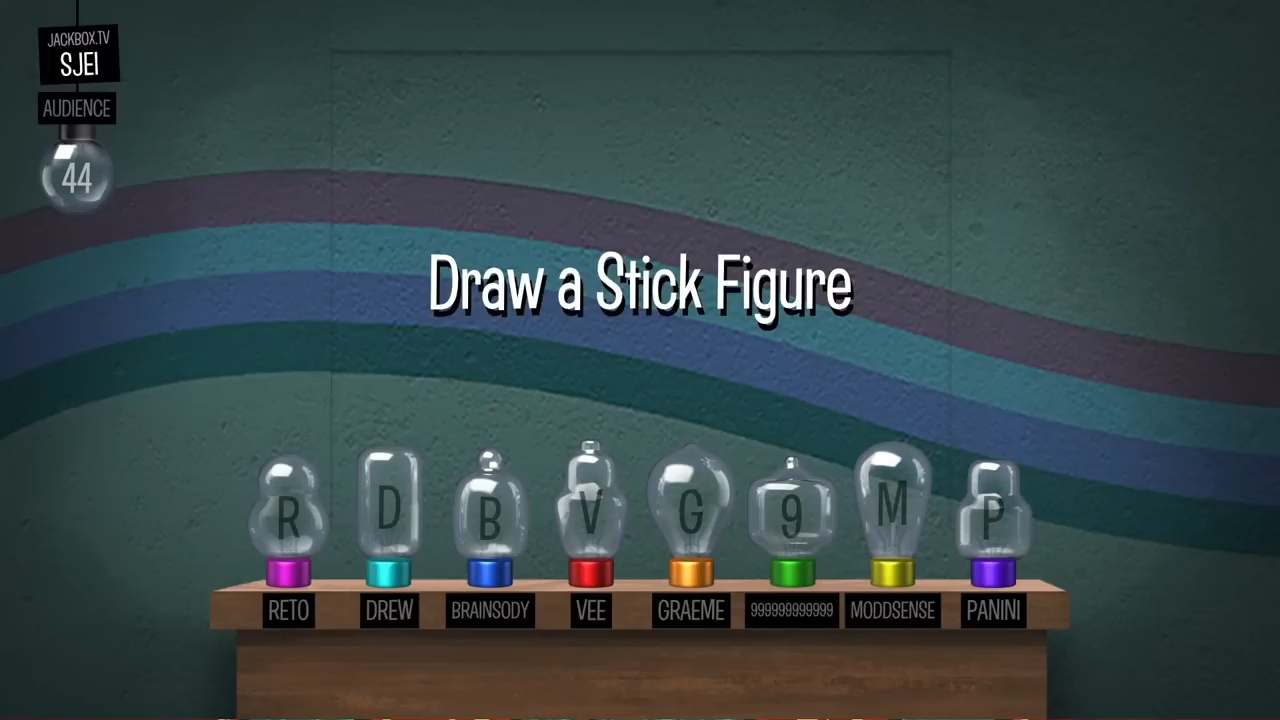 JACKBOX.TV
SJEI
AUDIENCE
44
Draw a Stick Figure
R D B V G 9 M P
RETO DREW BRAINSODY VEE GRAEME 999999999999 MODDSENSE PANINI